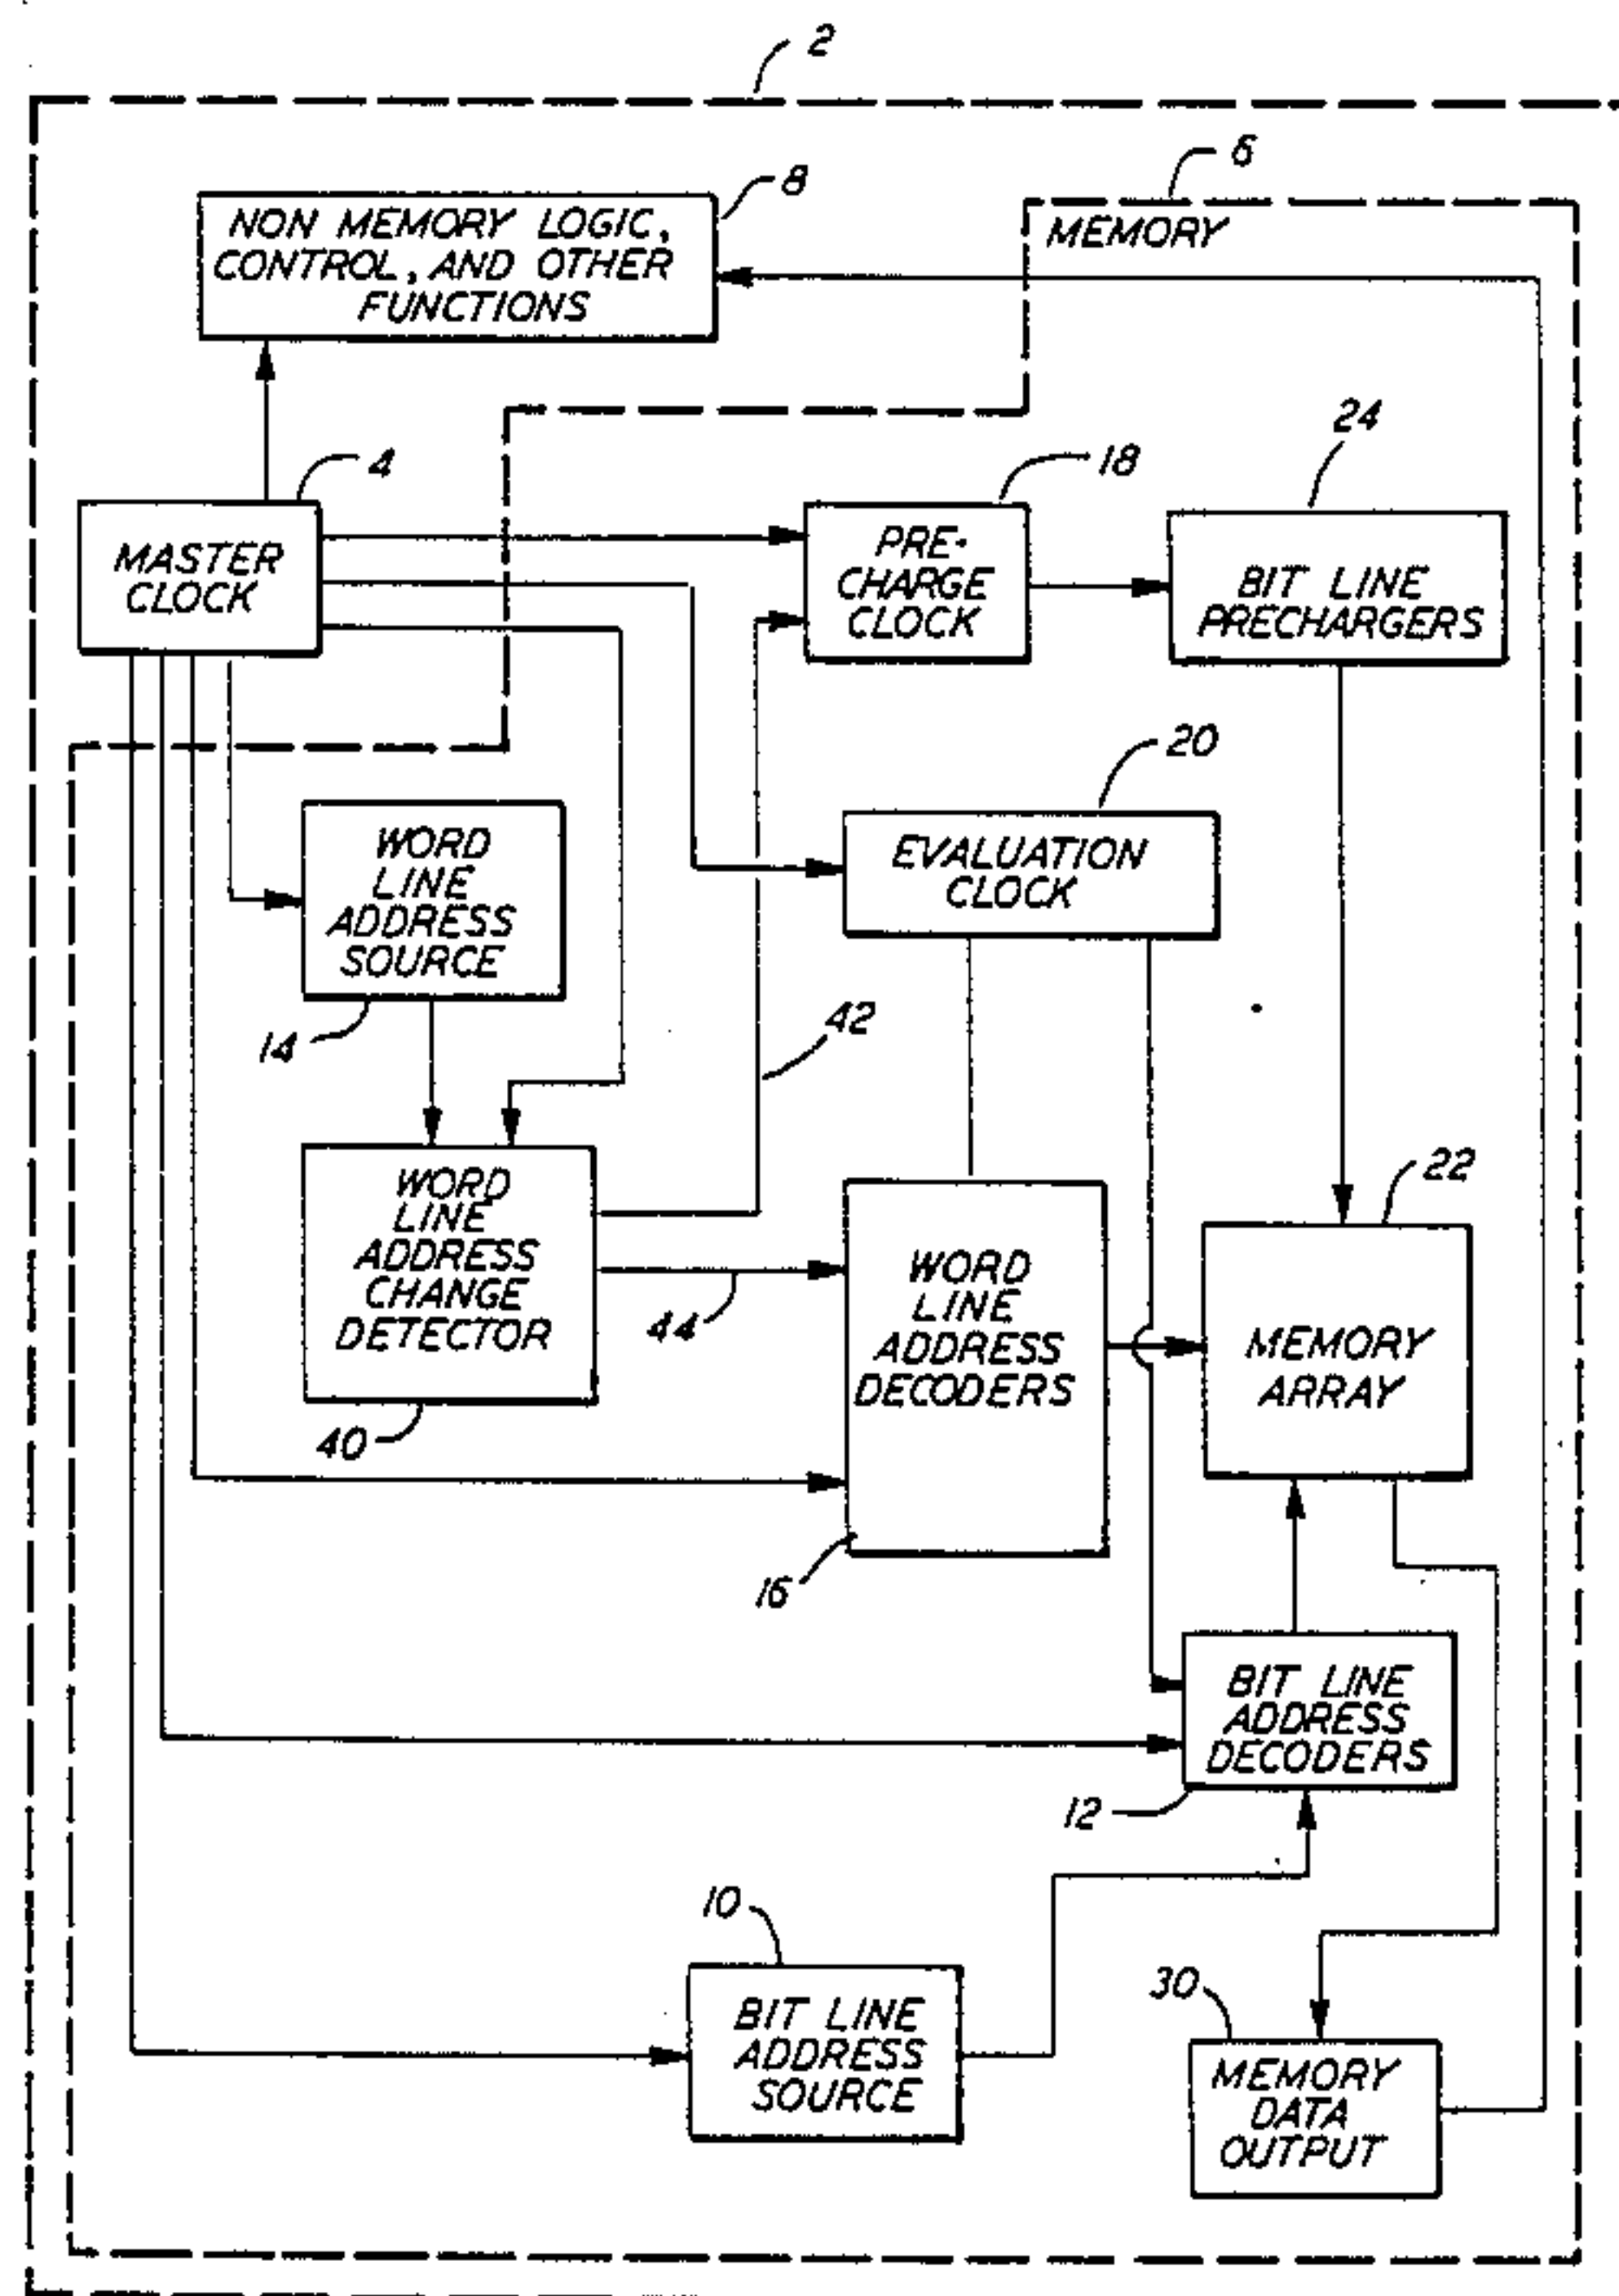 2
6
8
NON MEMORY LOGIC,
CONTROL, AND OTHER
FUNCTIONS
MEMORY
4
MASTER
CLOCK
18
PRE-
CHARGE
CLOCK
24
BIT LINE
PRECHARGERS
20
EVALUATION
CLOCK
WORD
LINE
ADDRESS
SOURCE
14
42
WORD
LINE
ADDRESS
CHANGE
DETECTOR
40
44
WORD
LINE
ADDRESS
DECODERS
16
22
MEMORY
ARRAY
BIT LINE
ADDRESS
DECODERS
12
10
BIT LINE
ADDRESS
SOURCE
30
MEMORY
DATA
OUTPUT